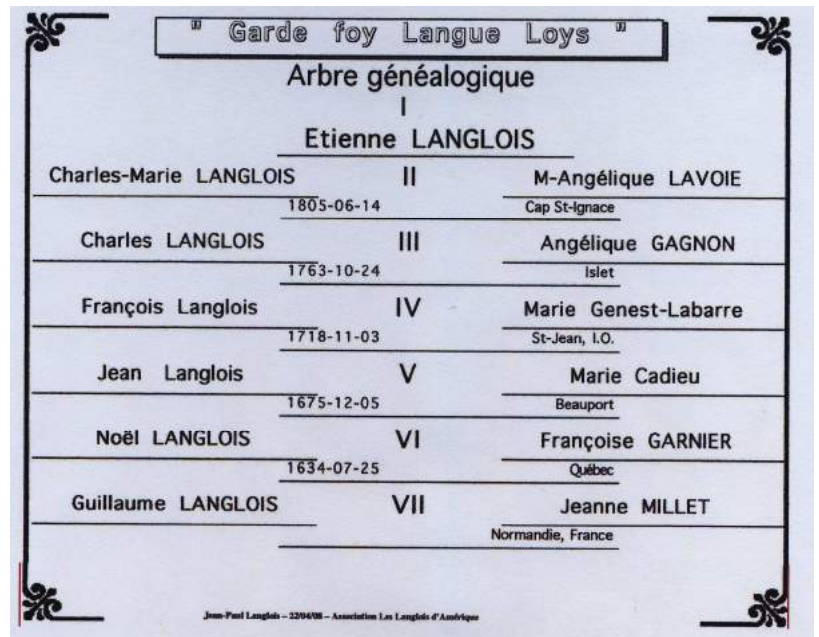 " Garde foy Langue Loys "
Arbre généalogique
I
Etienne LANGLOIS
Charles-Marie LANGLOIS II M-Angélique LAVOIE
1805-06-14 Cap St-Ignace
Charles LANGLOIS III Angélique GAGNON
1763-10-24 Islet
François Langlois IV Marie Genest-Labarre
1718-11-03 St-Jean, I.O.
Jean Langlois V Marie Cadieu
1675-12-05 Beauport
Noël LANGLOIS VI Françoise GARNIER
1634-07-25 Québec
Guillaume LANGLOIS VII Jeanne MILLET
Normandie, France
Jean-Paul Langlois – 22/04/08 – Association Les Langlois d'Amérique